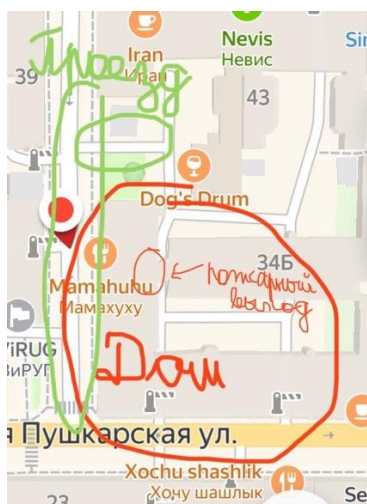 Проезд
Iran
Иран
Nevis
Невис
Sir
39
43
Dog's Drum
34Б
Mamahuhu
Мамахуху
пожарный
выход
ViRUG
ВиРУГ
Дом
я Пушкарская ул.
Xochu shashlik
Хочу шашлык
23
Se